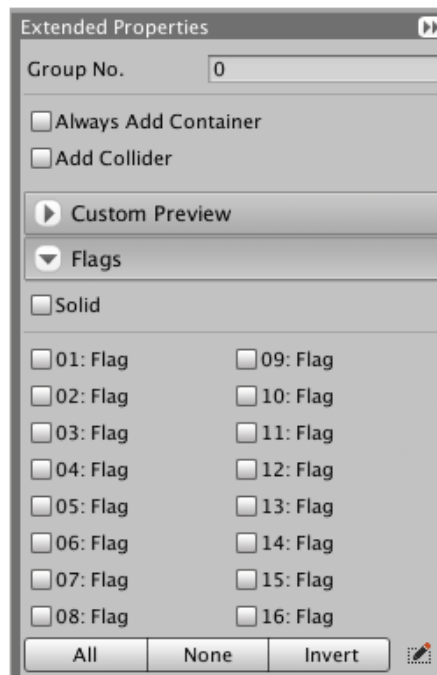 Extended Properties
Group No. 0
Always Add Container
Add Collider
Custom Preview
Flags
Solid
01: Flag 09: Flag
02: Flag 10: Flag
03: Flag 11: Flag
04: Flag 12: Flag
05: Flag 13: Flag
06: Flag 14: Flag
07: Flag 15: Flag
08: Flag 16: Flag
All None Invert